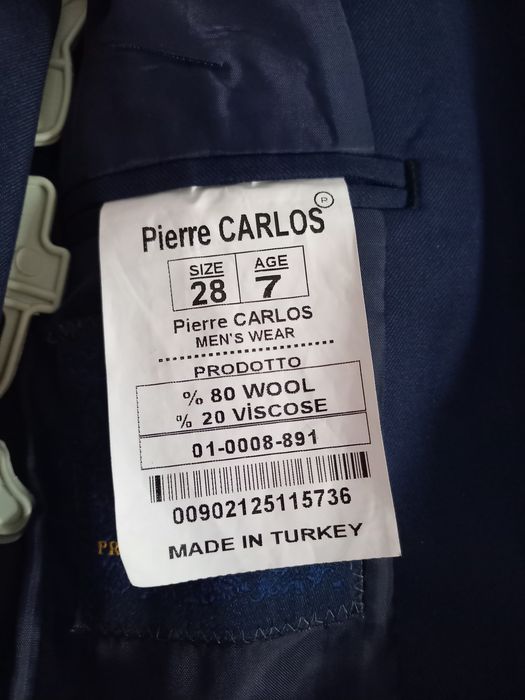 P
Pierre CARLOS
SIZE AGE
28 7
Pierre CARLOS
MEN'S WEAR
PRODOTTO
% 80 WOOL
% 20 VİSCOSE
01-0008-891
00902125115736
MADE IN TURKEY
PR